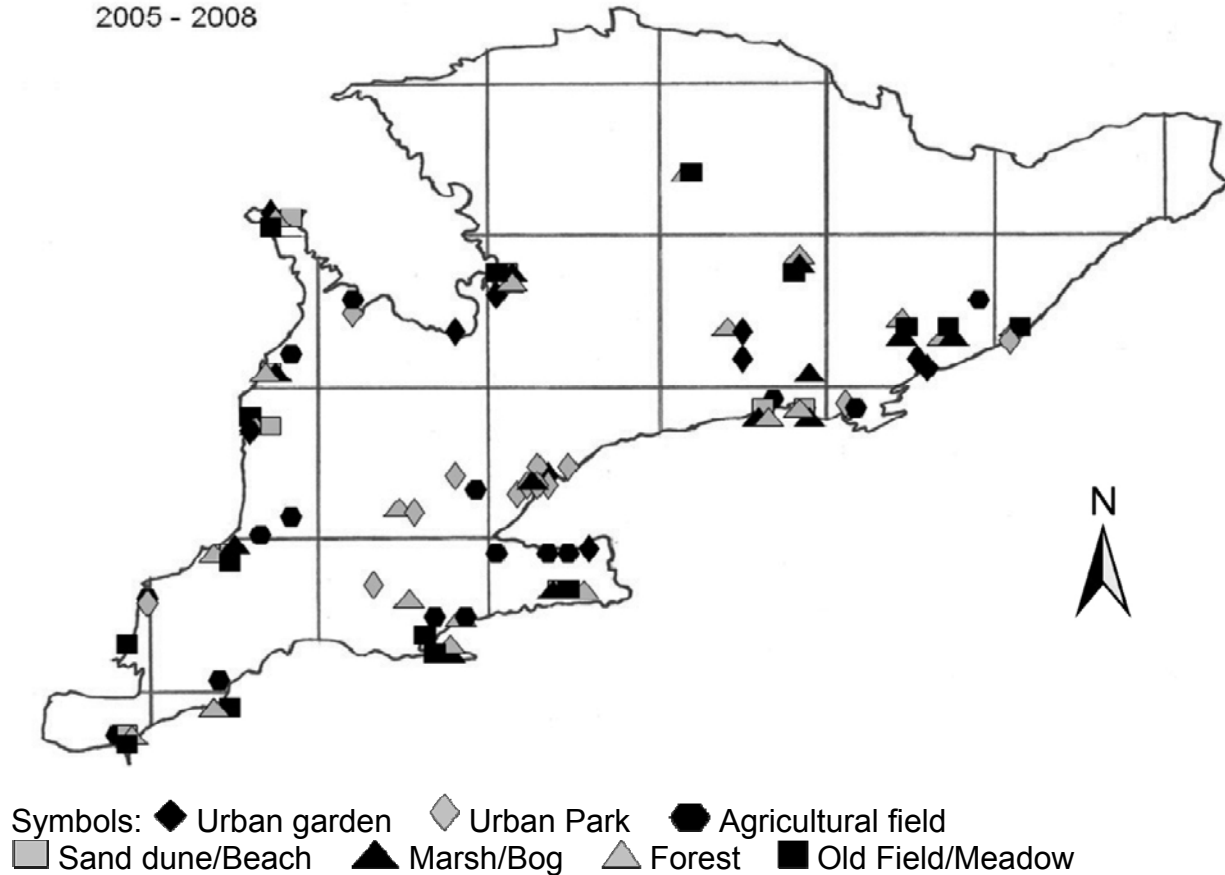 2005 - 2008
N
Symbols: Urban garden Urban Park Agricultural field
Sand dune/Beach Marsh/Bog Forest Old Field/Meadow